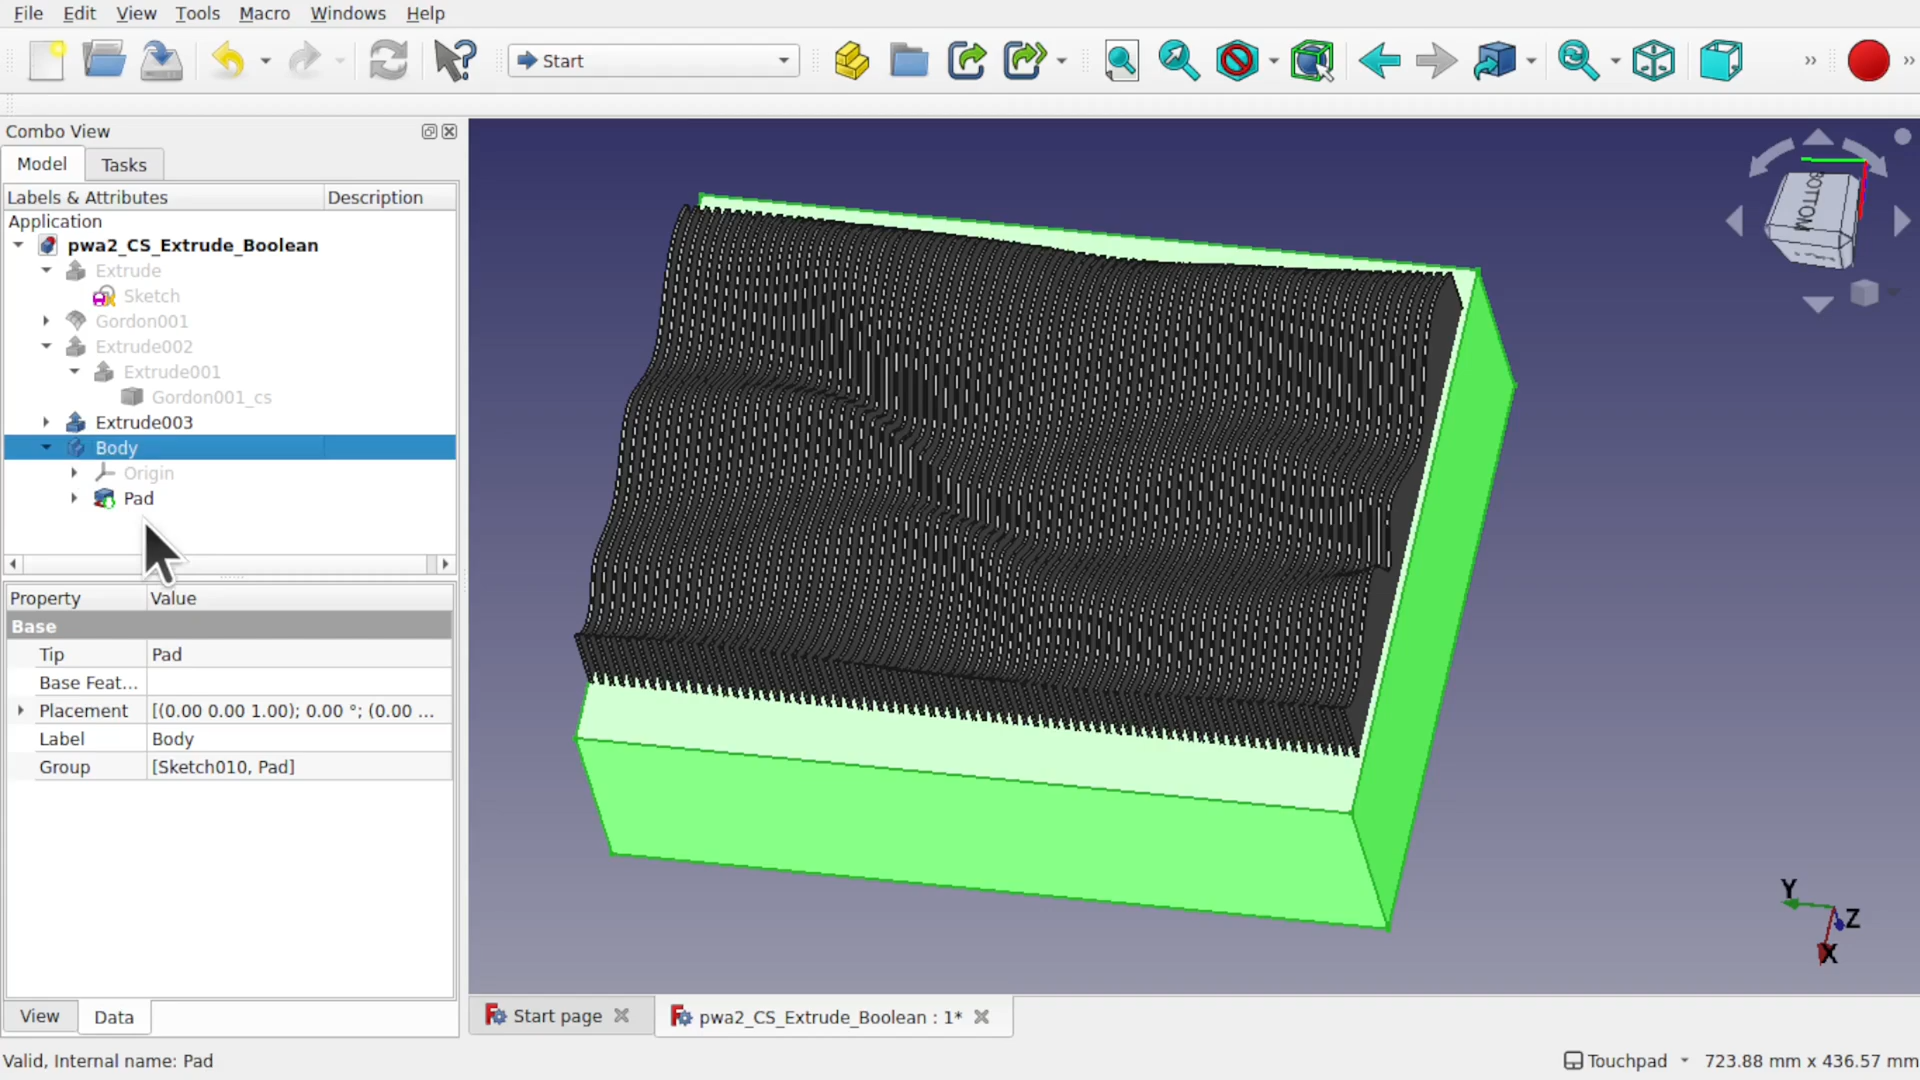 File Edit View Tools Macro Windows Help
Start
Combo View
Model Tasks
Labels & Attributes Description
Application
pwa2_CS_Extrude_Boolean
Extrude
Sketch
Gordon001
Extrude002
Extrude001
Gordon001_cs
Extrude003
Body
Origin
Pad
Property Value
Base
Tip Pad
Base Feat...
Placement [(0.00 0.00 1.00); 0.00 °; (0.00 ...
Label Body
Group [Sketch010, Pad]
View Data
BOTTOM
Y
Z
X
Start page pwa2_CS_Extrude_Boolean : 1*
Valid, Internal name: Pad Touchpad 723.88 mm x 436.57 mm